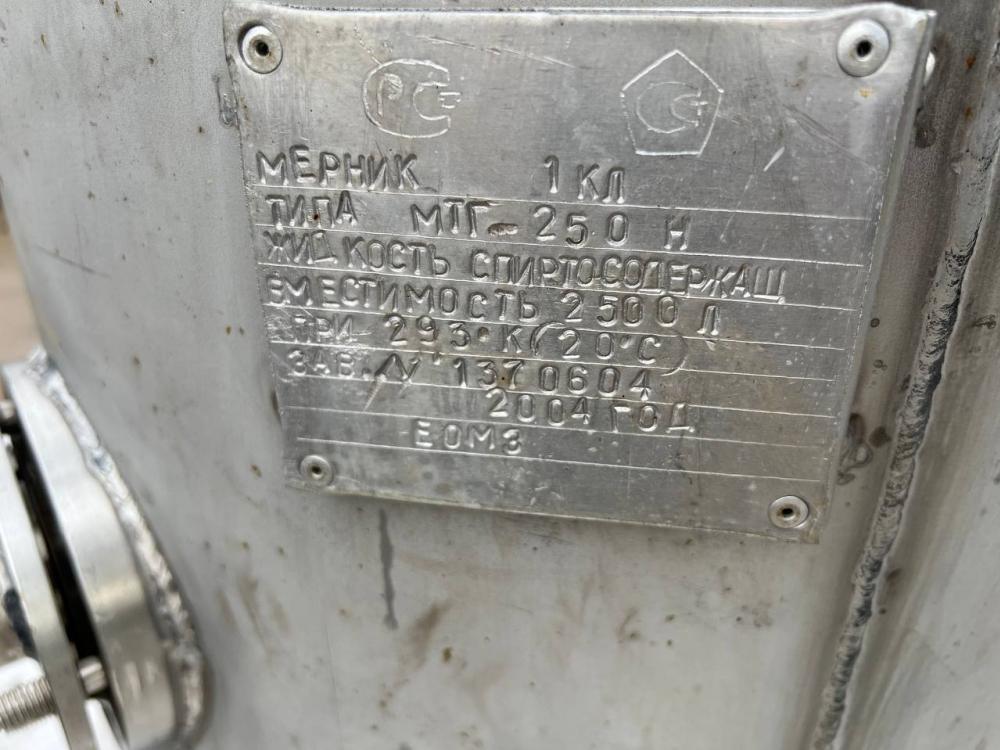 РС
МЕРНИК 1 КЛ
ТИПА МТГ-250 Н
ЖИДКОСТЬ СПИРТОСОДЕРЖАЩ
ВМЕСТИМОСТЬ 2500 Л
ПРИ 293°К(20°С)
ЗАВ. № 1370604
2004 ГОД
ЕОМЗ